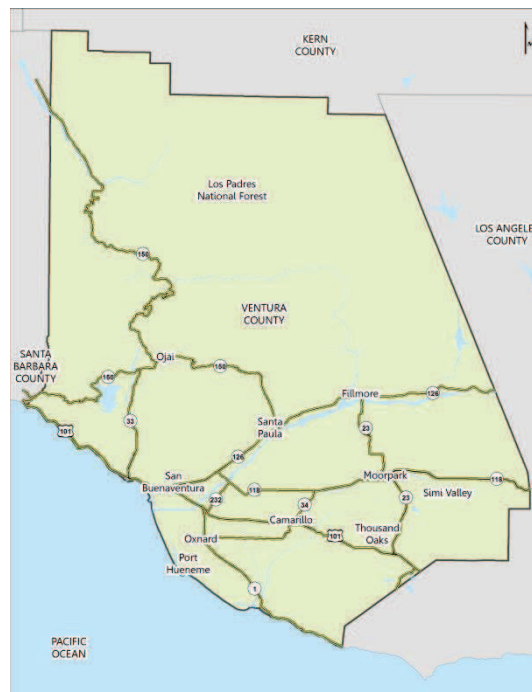 KERN
COUNTY
N
Los Padres
National Forest
LOS ANGELE
COUNTY
150
VENTURA
COUNTY
SANTA
BARBARA
COUNTY
Ojai
150
150
Fillmore
126
101
33
Santa
Paula
23
126
San
Buenaventura
Moorpark
118
118
232
34
23
Simi Valley
Camarillo
101
Thousand
Oaks
Oxnard
Port
Hueneme
1
PACIFIC
OCEAN